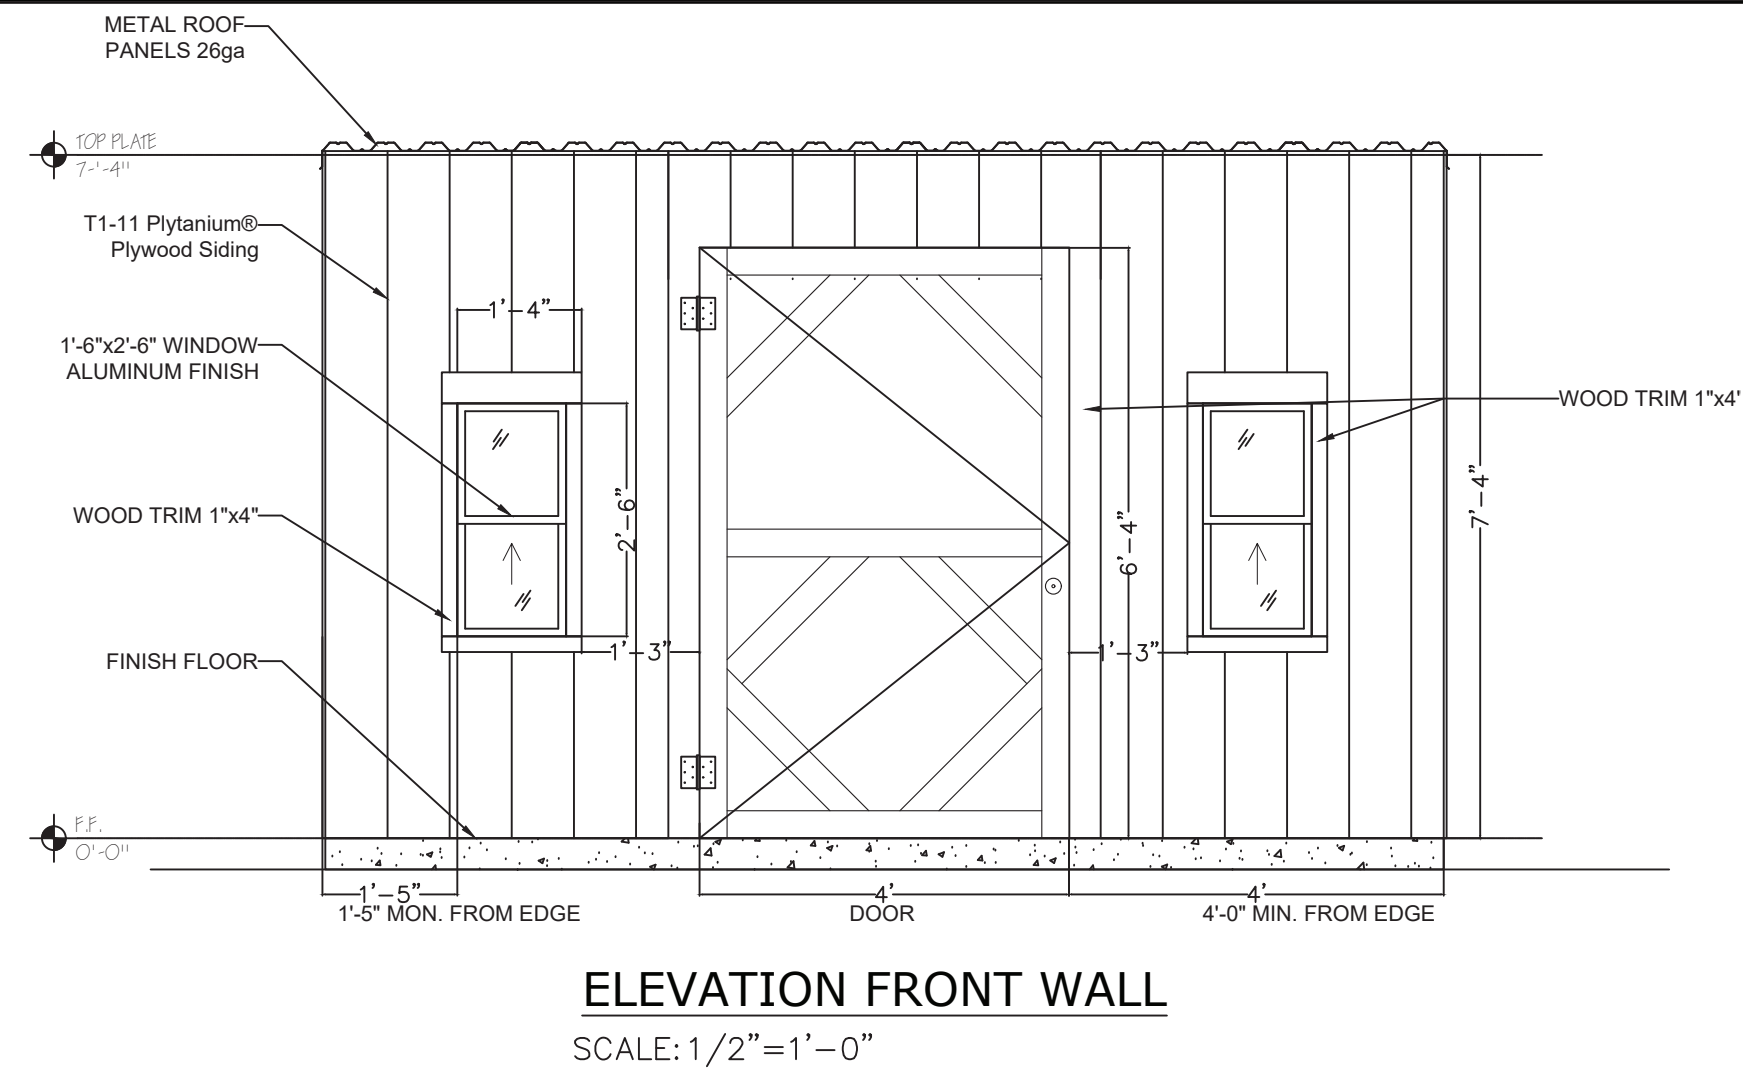 METAL ROOF
PANELS 26ga
TOP PLATE
7-'-4"
T1-11 Plytanium®
Plywood Siding
1'-4"
1'-6"x2'-6" WINDOW
ALUMINUM FINISH
WOOD TRIM 1"x4'
7'-4"
2'-6"
6'-4"
WOOD TRIM 1"x4"
1'-3"
1'-3"
FINISH FLOOR
F.F.
0'-0"
1'-5"
4'
4'
1'-5" MON. FROM EDGE
DOOR
4'-0" MIN. FROM EDGE
ELEVATION FRONT WALL
SCALE: 1/2"=1'-0"